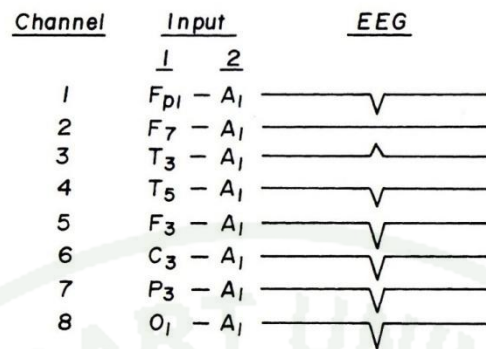 Channel Input EEG
1 2
1 Fp1 – A1
2 F7 – A1
3 T3 – A1
4 T5 – A1
5 F3 – A1
6 C3 – A1
7 P3 – A1
8 O1 – A1